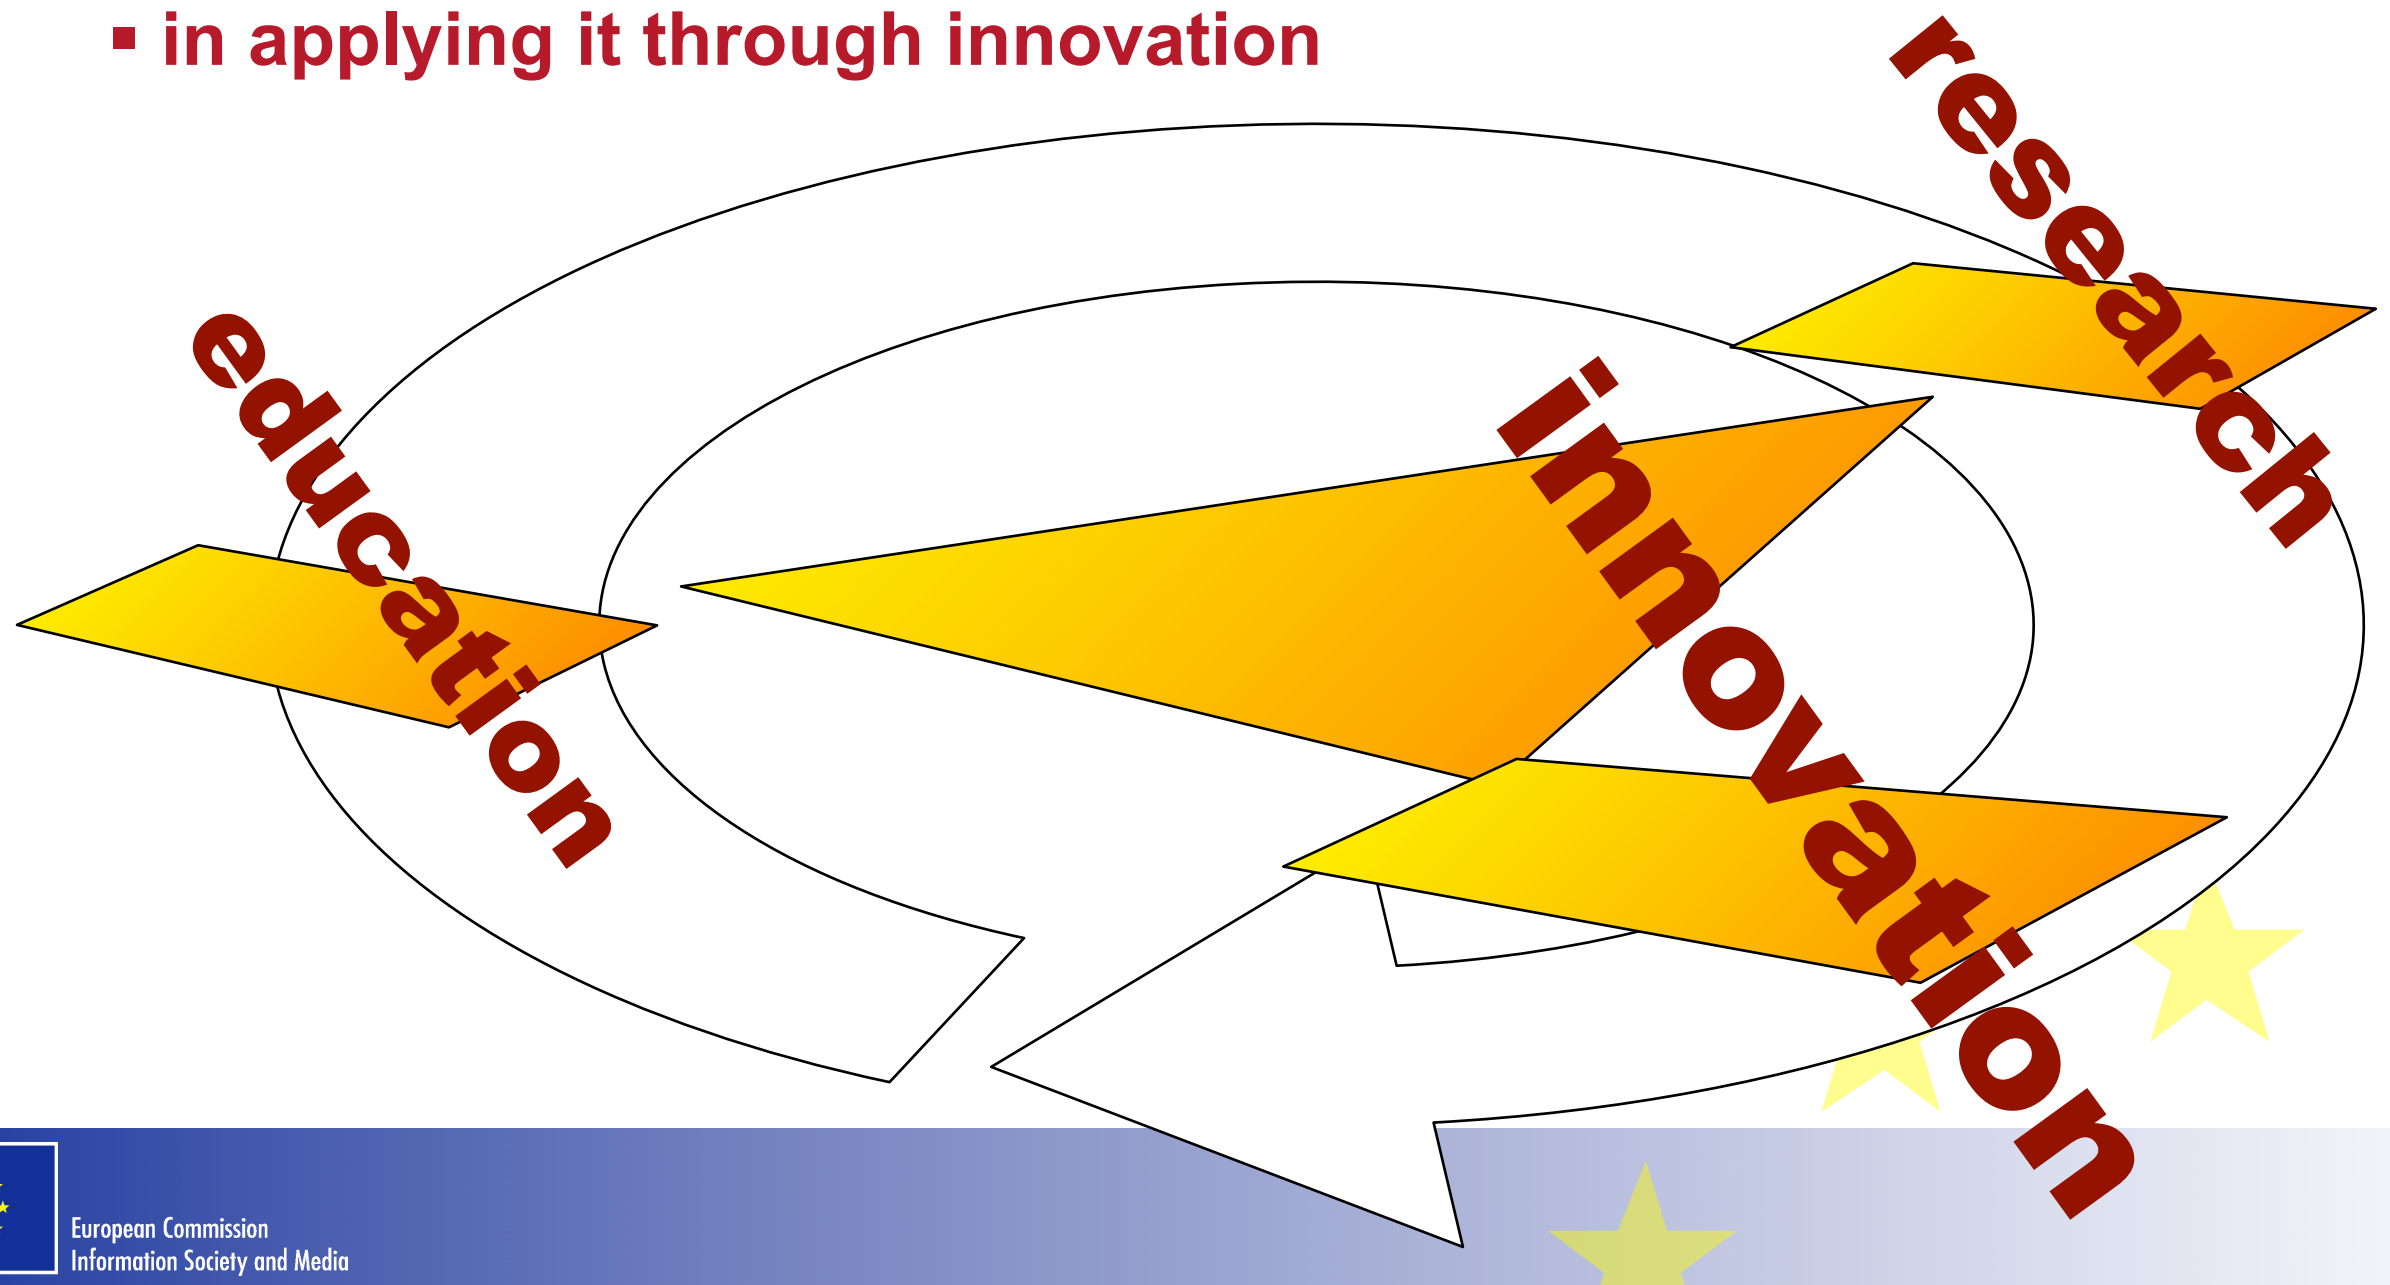 ▪ in applying it through innovation
research
education
innovation
European Commission
Information Society and Media